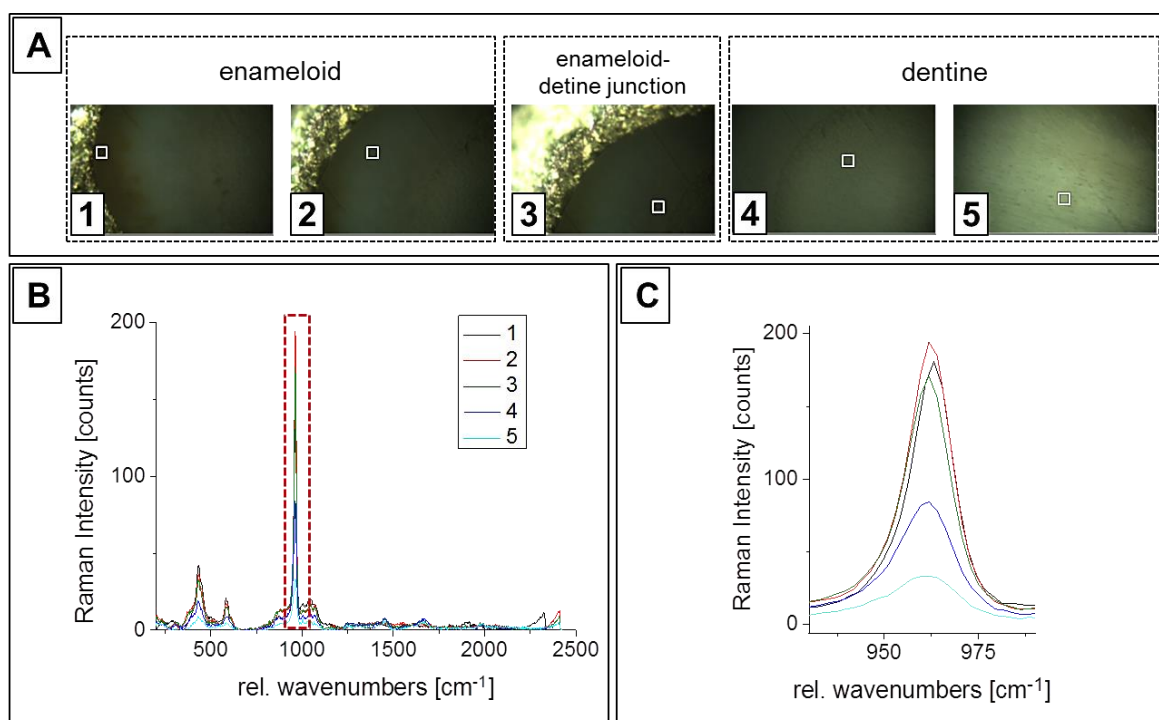 A
enameloid
enameloid-
detine junction
dentine
1
2
3
4
5
B
200
100
0
Raman Intensity [counts]
500
1000
1500
2000
2500
rel. wavenumbers [cm⁻¹]
1
2
3
4
5
C
200
100
0
Raman Intensity [counts]
950
975
rel. wavenumbers [cm⁻¹]